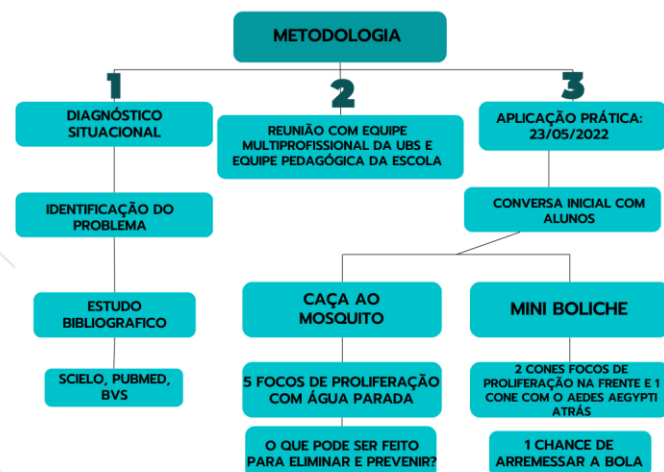 METODOLOGIA
1
DIAGNÓSTICO
SITUACIONAL
IDENTIFICAÇÃO DO
PROBLEMA
ESTUDO
BIBLIOGRAFICO
SCIELO, PUBMED,
BVS
2
REUNIÃO COM EQUIPE
MULTIPROFISSIONAL DA UBS E
EQUIPE PEDAGÓGICA DA ESCOLA
3
APLICAÇÃO PRÁTICA:
23/05/2022
CONVERSA INICIAL COM
ALUNOS
CAÇA AO
MOSQUITO
5 FOCOS DE PROLIFERAÇÃO
COM ÁGUA PARADA
O QUE PODE SER FEITO
PARA ELIMINAR E PREVENIR?
MINI BOLICHE
2 CONES FOCOS DE
PROLIFERAÇÃO NA FRENTE E 1
CONE COM O AEDES AEGYPTI
ATRÁS
1 CHANCE DE
ARREMESSAR A BOLA